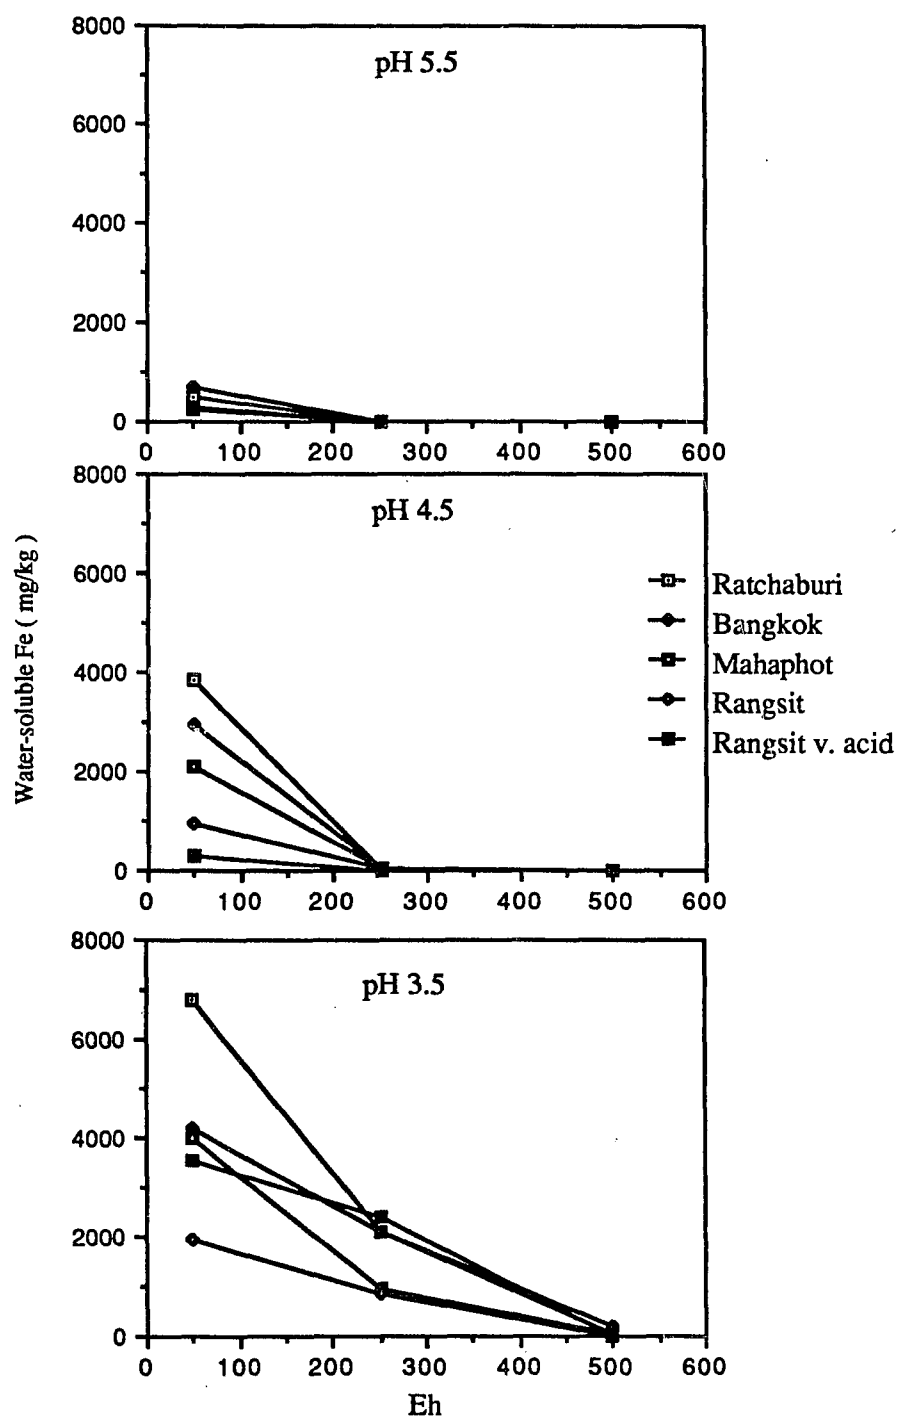 8000
pH 5.5
6000
4000
2000
0
0 100 200 300 400 500 600
8000
pH 4.5
6000
4000
2000
0
0 100 200 300 400 500 600
Water-soluble Fe ( mg/kg )
Ratchaburi
Bangkok
Mahaphot
Rangsit
Rangsit v. acid
8000
pH 3.5
6000
4000
2000
0
0 100 200 300 400 500 600
Eh